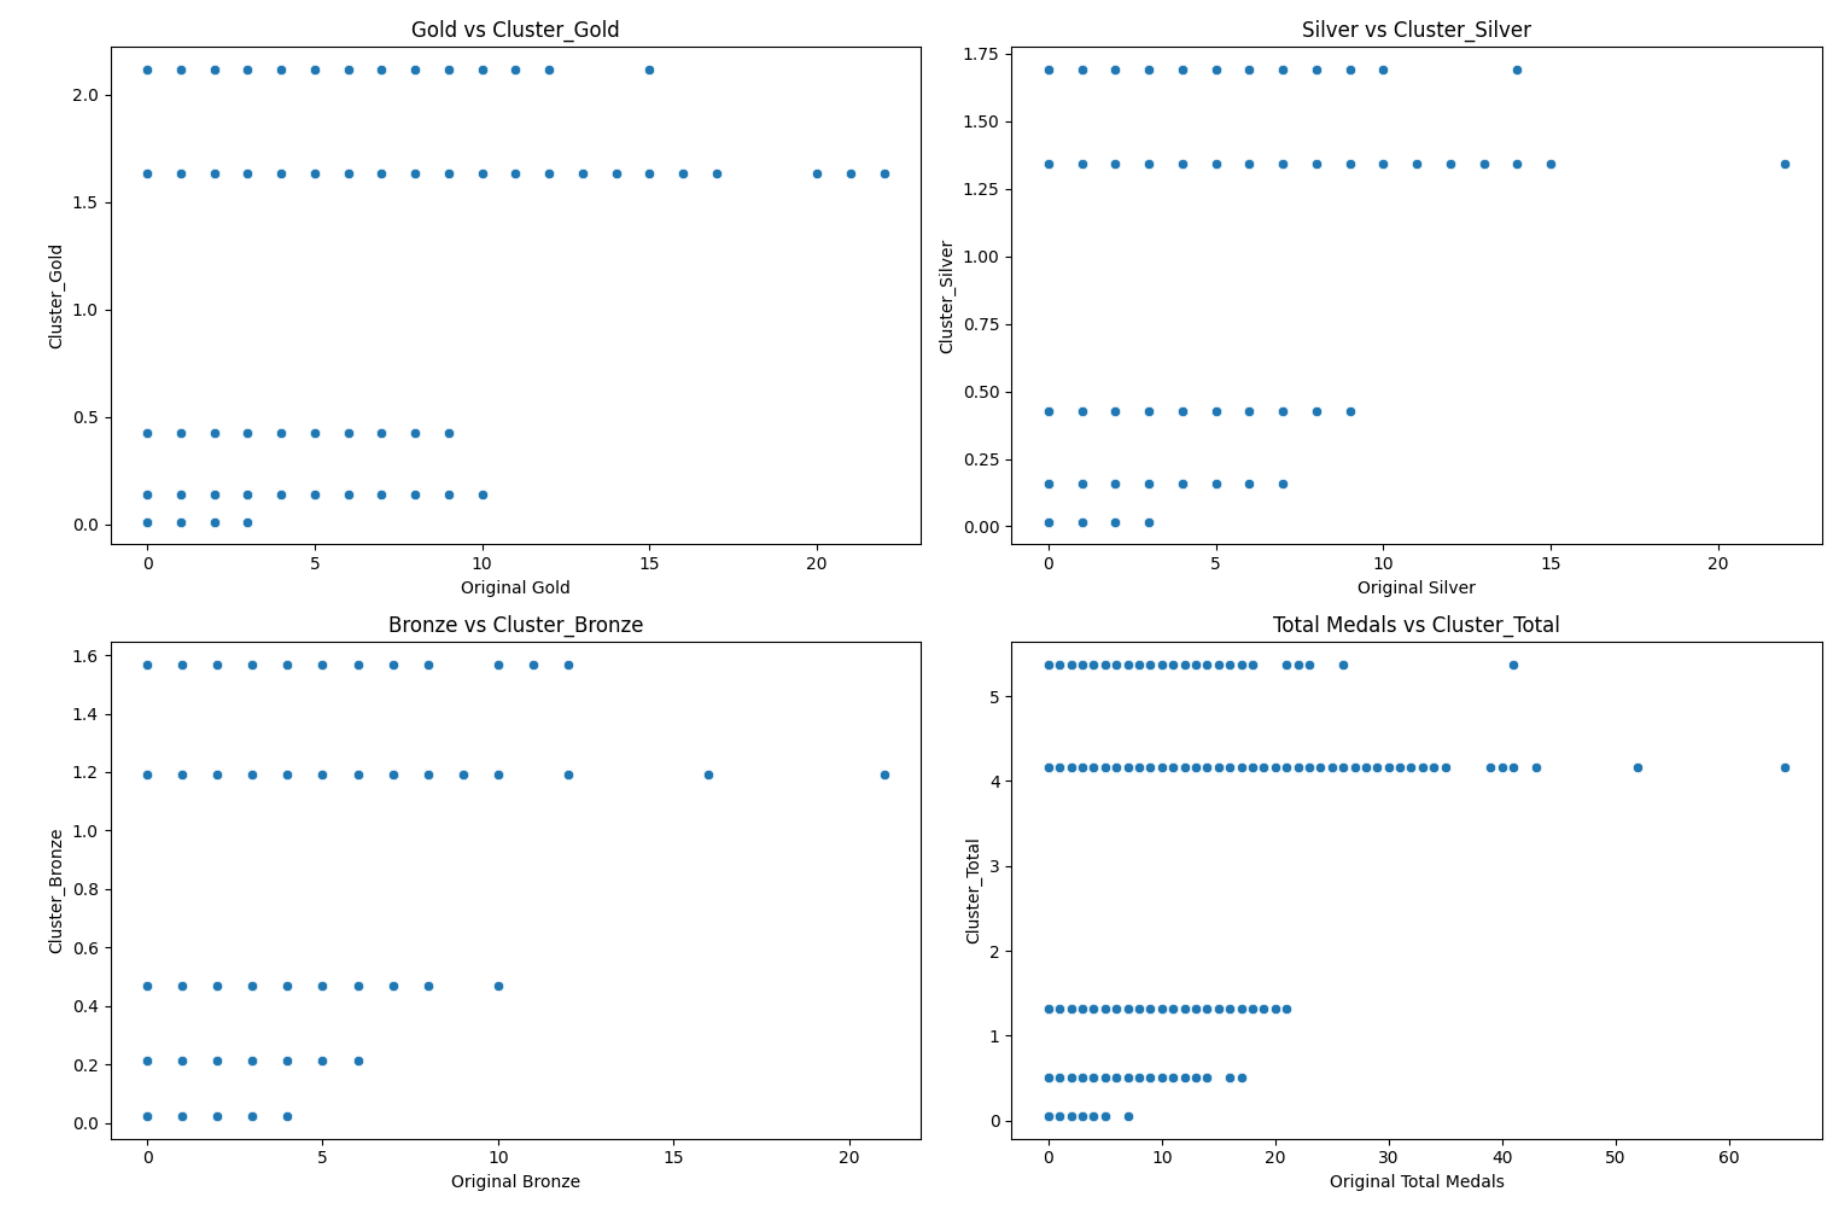 Gold vs Cluster_Gold
2.0
1.5
1.0
0.5
0.0
Cluster_Gold
0 5 10 15 20
Original Gold
Silver vs Cluster_Silver
1.75
1.50
1.25
1.00
0.75
0.50
0.25
0.00
Cluster_Silver
0 5 10 15 20
Original Silver
Bronze vs Cluster_Bronze
1.6
1.4
1.2
1.0
0.8
0.6
0.4
0.2
0.0
Cluster_Bronze
0 5 10 15 20
Original Bronze
Total Medals vs Cluster_Total
5
4
3
2
1
0
Cluster_Total
0 10 20 30 40 50 60
Original Total Medals